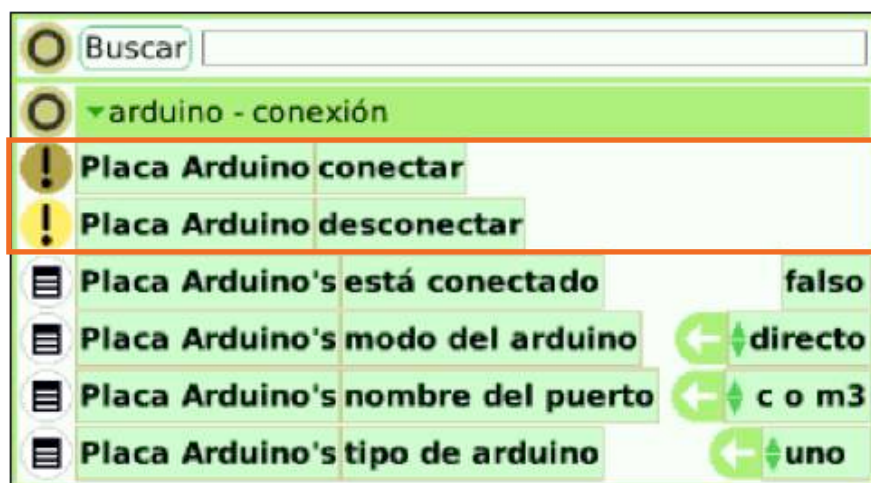 Buscar
arduino - conexión
! Placa Arduino conectar
! Placa Arduino desconectar
Placa Arduino's está conectado falso
Placa Arduino's modo del arduino directo
Placa Arduino's nombre del puerto c o m3
Placa Arduino's tipo de arduino uno